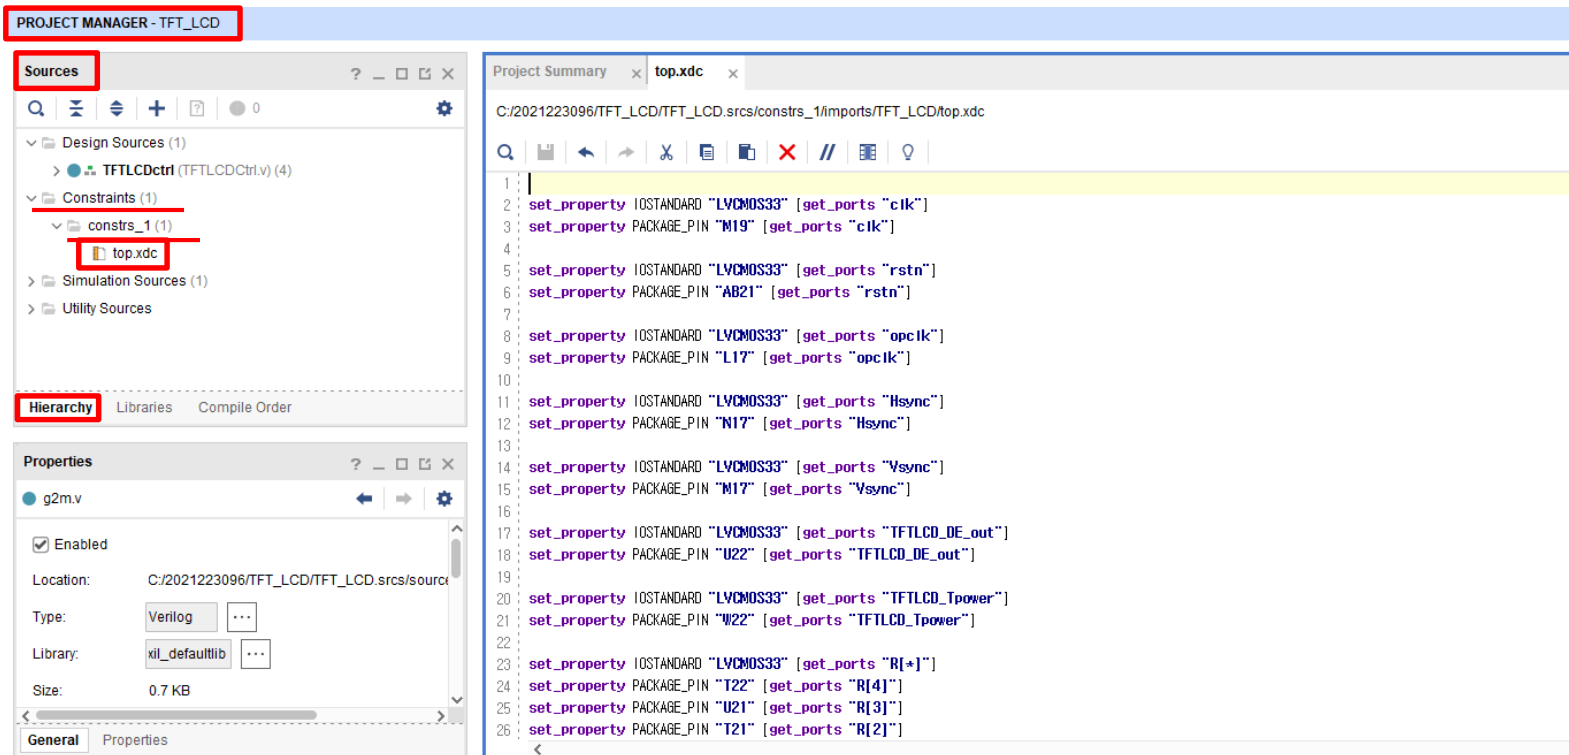 PROJECT MANAGER - TFT_LCD
Sources
0
Design Sources (1)
TFTLCDctrl (TFTLCDCtrl.v) (4)
Constraints (1)
constrs_1 (1)
top.xdc
Simulation Sources (1)
Utility Sources
Hierarchy Libraries Compile Order
Properties
g2m.v
Enabled
Location: C:/2021223096/TFT_LCD/TFT_LCD.srcs/source
Type: Verilog ...
Library: xil_defaultlib ...
Size: 0.7 KB
General Properties
Project Summary top.xdc
C:/2021223096/TFT_LCD/TFT_LCD.srcs/constrs_1/imports/TFT_LCD/top.xdc
1
2 set_property IOSTANDARD "LVCMOS33" [get_ports "clk"]
3 set_property PACKAGE_PIN "M19" [get_ports "clk"]
4
5 set_property IOSTANDARD "LVCMOS33" [get_ports "rstn"]
6 set_property PACKAGE_PIN "AB21" [get_ports "rstn"]
7
8 set_property IOSTANDARD "LVCMOS33" [get_ports "opclk"]
9 set_property PACKAGE_PIN "L17" [get_ports "opclk"]
10
11 set_property IOSTANDARD "LVCMOS33" [get_ports "Hsync"]
12 set_property PACKAGE_PIN "N17" [get_ports "Hsync"]
13
14 set_property IOSTANDARD "LVCMOS33" [get_ports "Vsync"]
15 set_property PACKAGE_PIN "M17" [get_ports "Vsync"]
16
17 set_property IOSTANDARD "LVCMOS33" [get_ports "TFTLCD_DE_out"]
18 set_property PACKAGE_PIN "U22" [get_ports "TFTLCD_DE_out"]
19
20 set_property IOSTANDARD "LVCMOS33" [get_ports "TFTLCD_Tpower"]
21 set_property PACKAGE_PIN "W22" [get_ports "TFTLCD_Tpower"]
22
23 set_property IOSTANDARD "LVCMOS33" [get_ports "R[*]"]
24 set_property PACKAGE_PIN "T22" [get_ports "R[4]"]
25 set_property PACKAGE_PIN "U21" [get_ports "R[3]"]
26 set_property PACKAGE_PIN "T21" [get_ports "R[2]"]